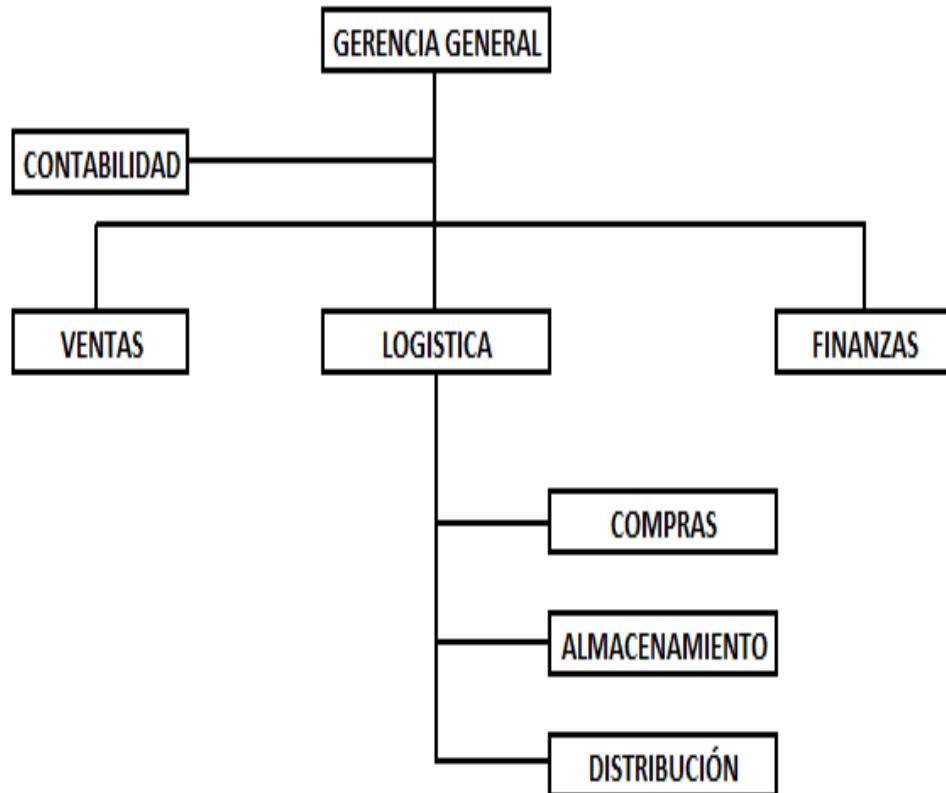 GERENCIA GENERAL
CONTABILIDAD
VENTAS
LOGISTICA
FINANZAS
COMPRAS
ALMACENAMIENTO
DISTRIBUCIÓN